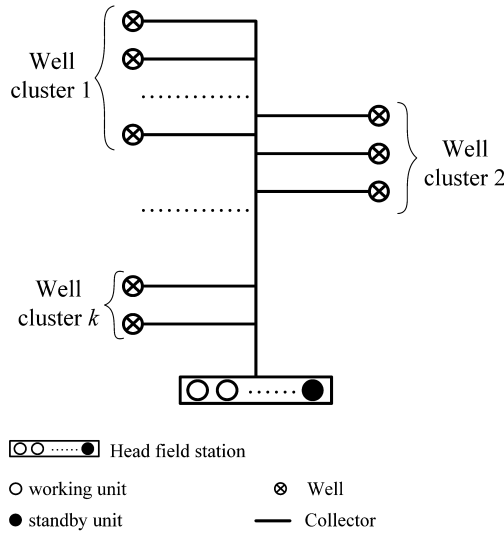 Well
cluster 1
Well
cluster 2
Well
cluster k
Head field station
working unit
Well
standby unit
Collector